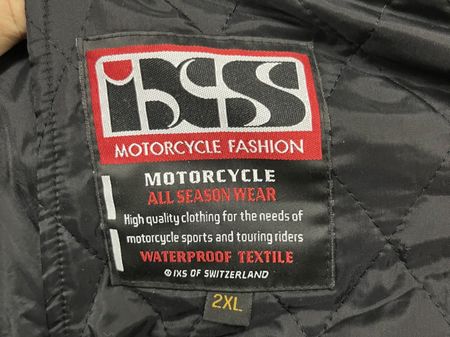 iXS
MOTORCYCLE FASHION
MOTORCYCLE
ALL SEASON WEAR
High quality clothing for the needs of
motorcycle sports and touring riders
WATERPROOF TEXTILE
© IXS OF SWITZERLAND
2XL